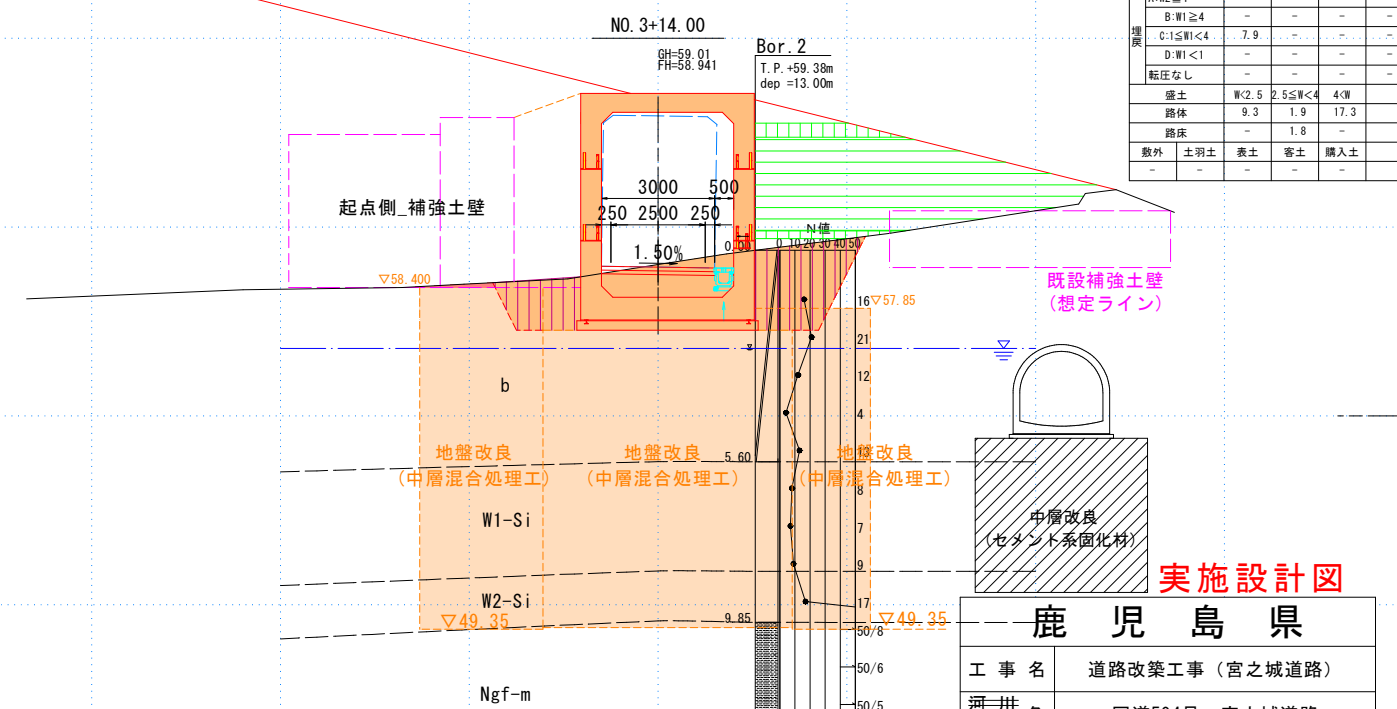 NO.3+14.00
GH=59.01
FH=58.941
Bor.2
T.P.+59.38m
dep =13.00m
埋戻
B:W1≧4 - - - -
C:1≦W1<4 7.9 - - -
D:W1<1 - - - -
転圧なし - - - -
盛土 W<2.5 2.5≦W<4 4<W
路体 9.3 1.9 17.3
路床 - 1.8 -
敷外 土羽土 表土 客土 購入土
- - - - -
起点側_補強土壁
3000 500
250 2500 250
1.50%
N値
0 10 20 30 40 50
▽58.400
既設補強土壁
(想定ライン)
16
▽57.85
21
12
4
13
8
7
9
17
50/8
50/6
50/5
b
5.60
地盤改良
(中層混合処理工)
地盤改良
(中層混合処理工)
地盤改良
(中層混合処理工)
W1-Si
中層改良
(セメント系固化材)
W2-Si
▽49.35
9.85
▽49.35
Ngf-m
実施設計図
鹿児島県
工事名 道路改築工事（宮之城道路）